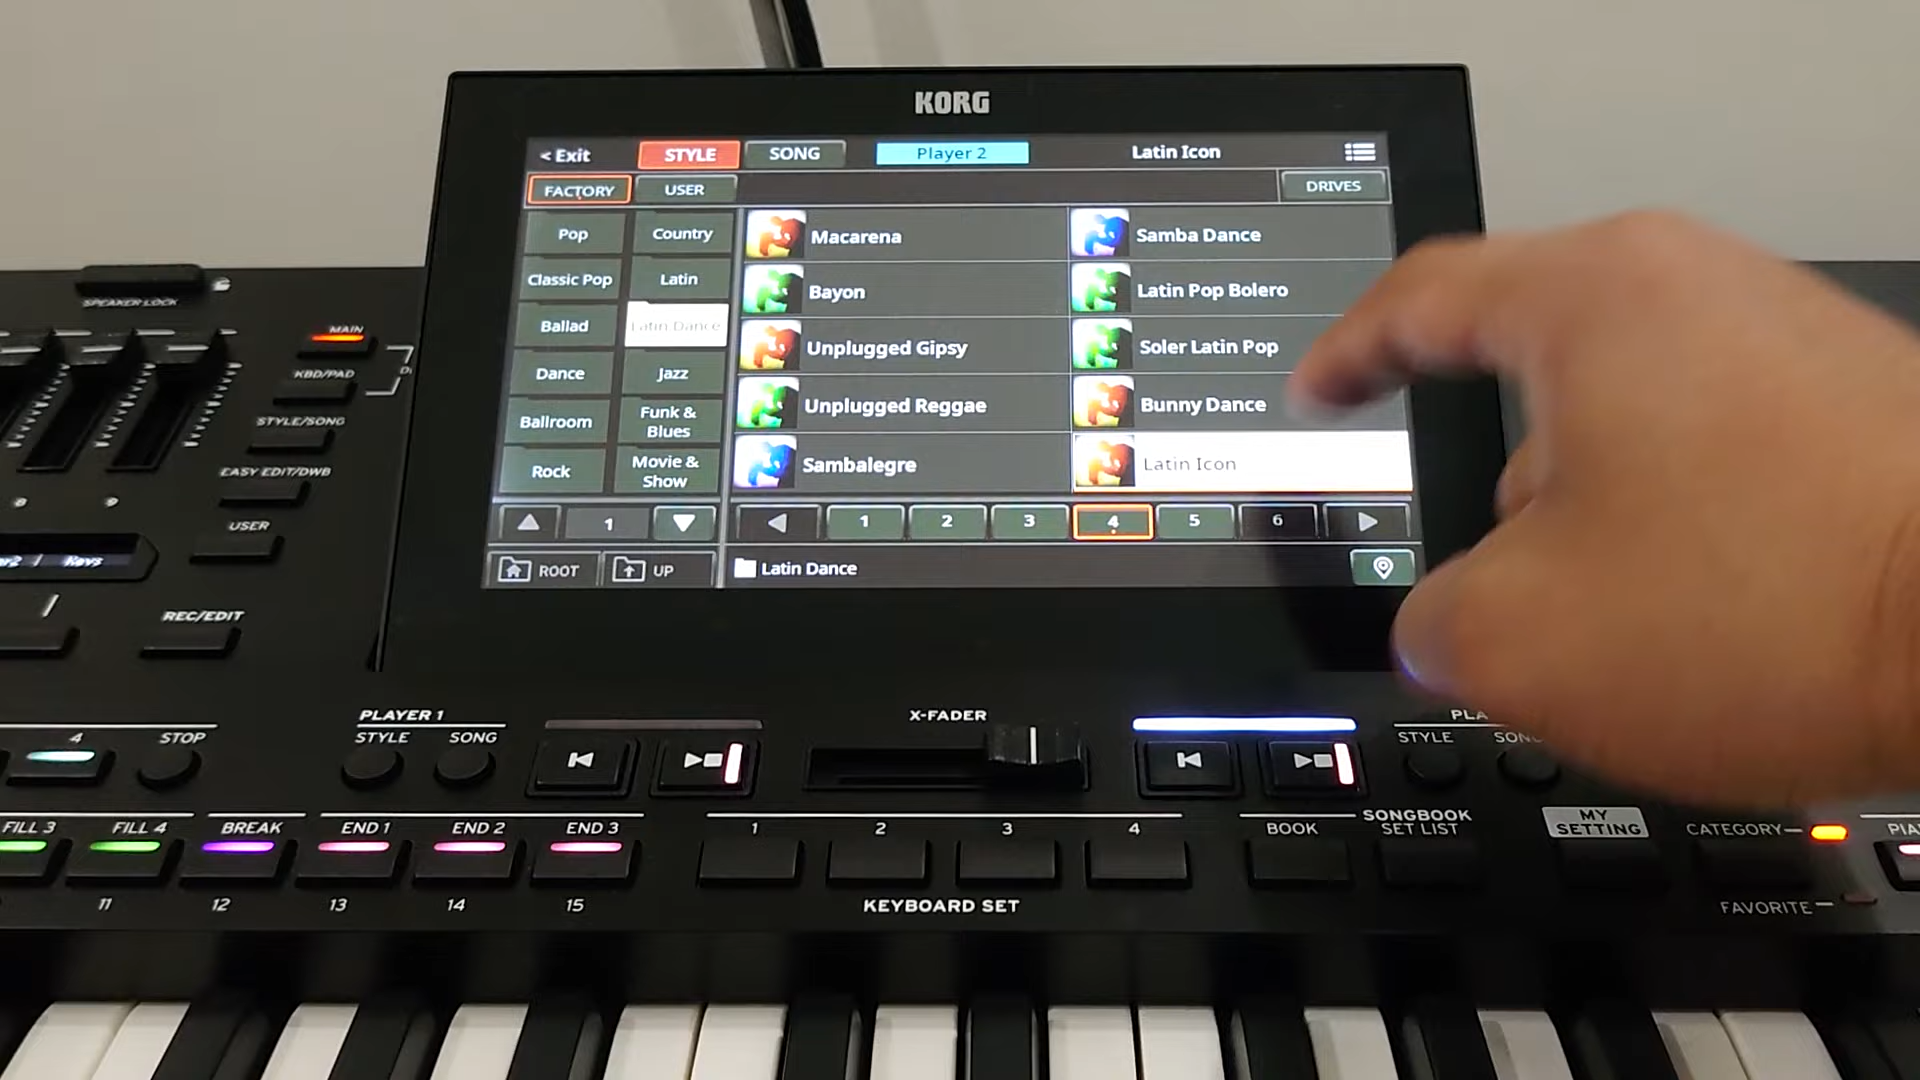 KORG
< Exit
STYLE
SONG
Player 2
Latin Icon
FACTORY
USER
DRIVES
Pop
Country
Classic Pop
Latin
Ballad
Latin Dance
Dance
Jazz
Ballroom
Funk &
Blues
Rock
Movie &
Show
Macarena
Samba Dance
Bayon
Latin Pop Bolero
Unplugged Gipsy
Soler Latin Pop
Unplugged Reggae
Bunny Dance
Sambalegre
Latin Icon
1
1
2
3
4
5
6
ROOT
UP
Latin Dance
SPEAKER LOCK
MAIN
KBD/PAD
STYLE/SONG
EASY EDIT/DWB
USER
Keys
REC/EDIT
4
STOP
PLAYER 1
STYLE
SONG
X-FADER
STYLE
FILL 3
FILL 4
BREAK
END 1
END 2
END 3
11
12
13
14
15
1
2
3
4
KEYBOARD SET
BOOK
SONGBOOK
SET LIST
MY
SETTING
CATEGORY
FAVORITE